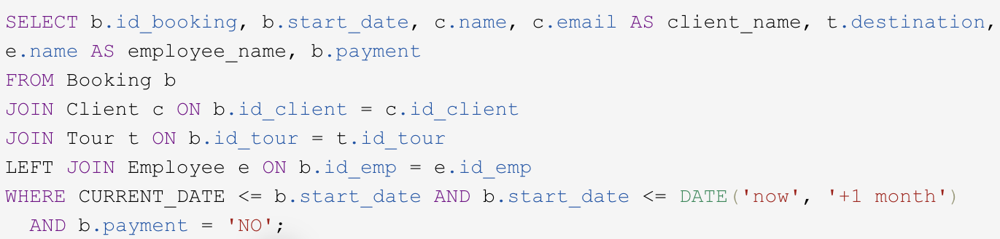 SELECT b.id_booking, b.start_date, c.name, c.email AS client_name, t.destination,
e.name AS employee_name, b.payment
FROM Booking b
JOIN Client c ON b.id_client = c.id_client
JOIN Tour t ON b.id_tour = t.id_tour
LEFT JOIN Employee e ON b.id_emp = e.id_emp
WHERE CURRENT_DATE <= b.start_date AND b.start_date <= DATE('now', '+1 month')
  AND b.payment = 'NO';